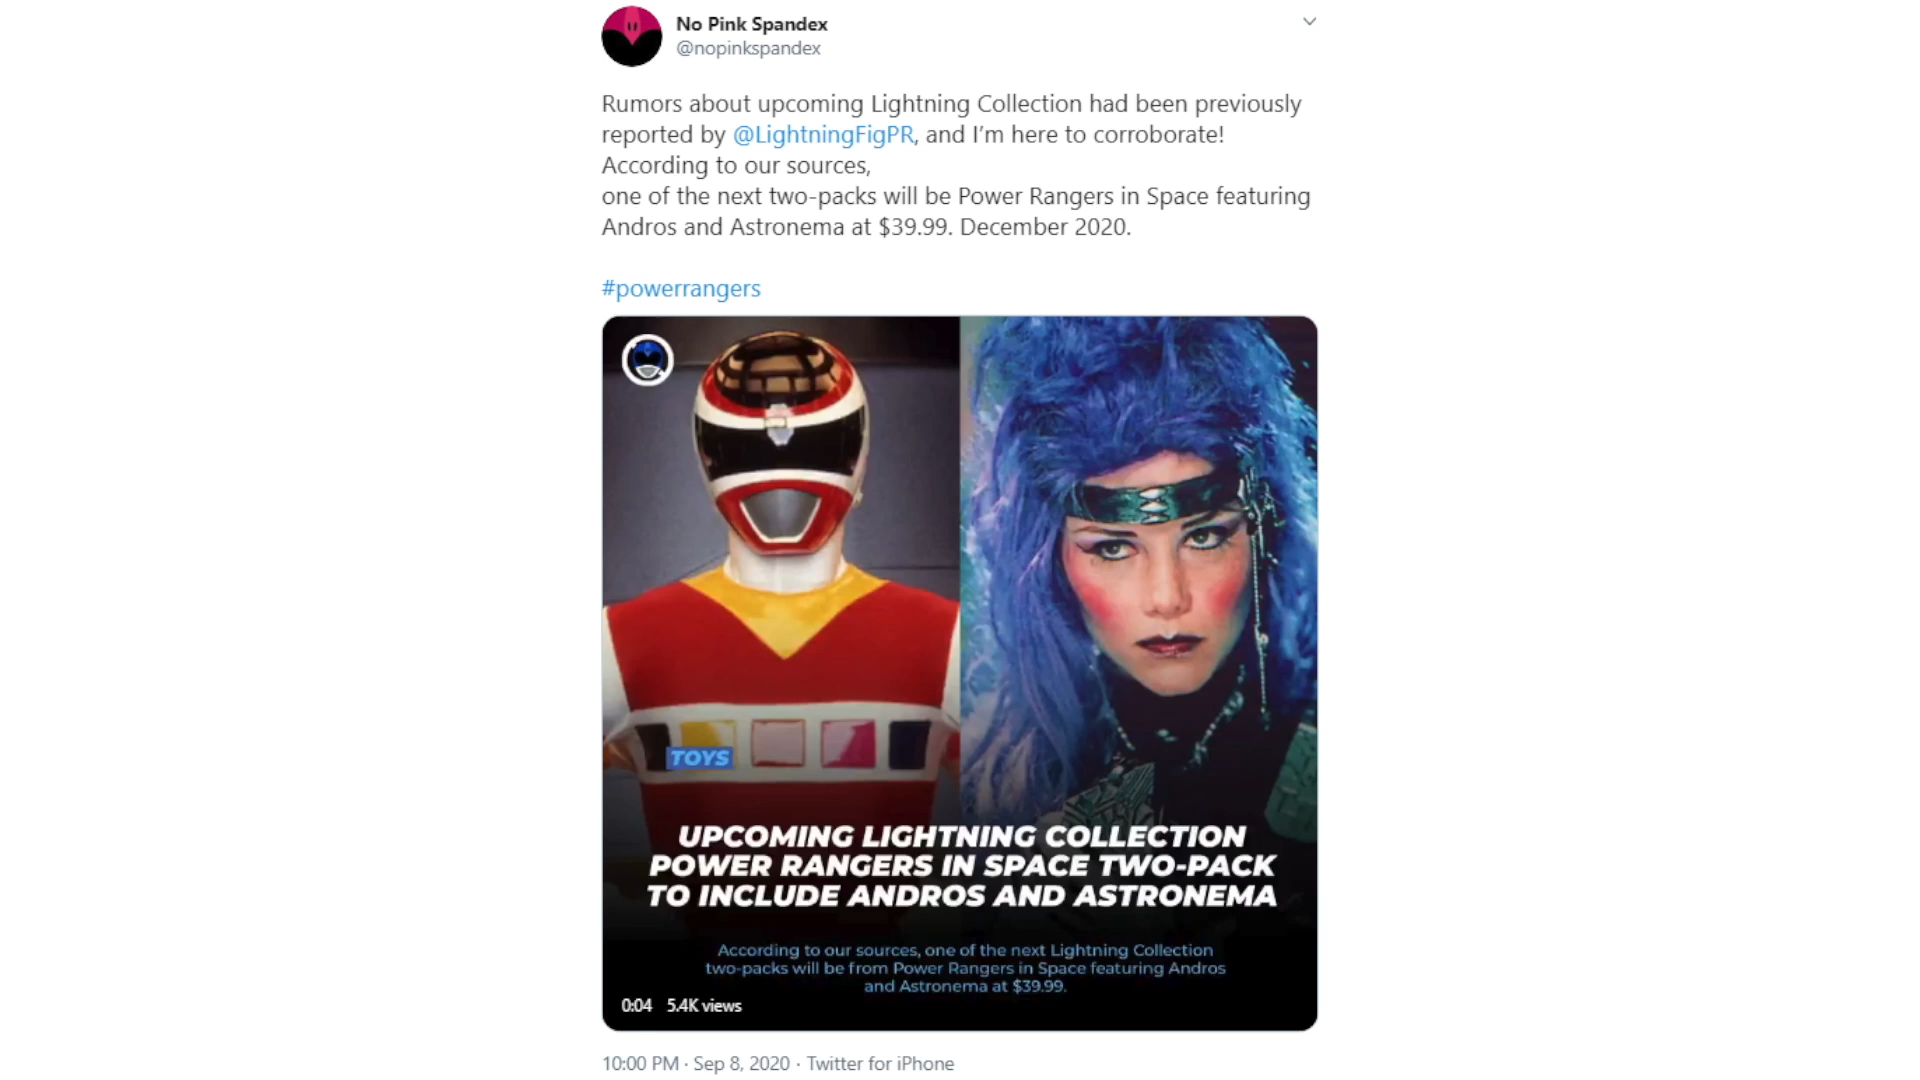 No Pink Spandex
@nopinkspandex
Rumors about upcoming Lightning Collection had been previously
reported by @LightningFigPR, and I’m here to corroborate!
According to our sources,
one of the next two-packs will be Power Rangers in Space featuring
Andros and Astronema at $39.99. December 2020.
#powerrangers
TOYS
UPCOMING LIGHTNING COLLECTION
POWER RANGERS IN SPACE TWO-PACK
TO INCLUDE ANDROS AND ASTRONEMA
According to our sources, one of the next Lightning Collection
two-packs will be from Power Rangers in Space featuring Andros
and Astronema at $39.99.
0:04 5.4K views
10:00 PM · Sep 8, 2020 · Twitter for iPhone